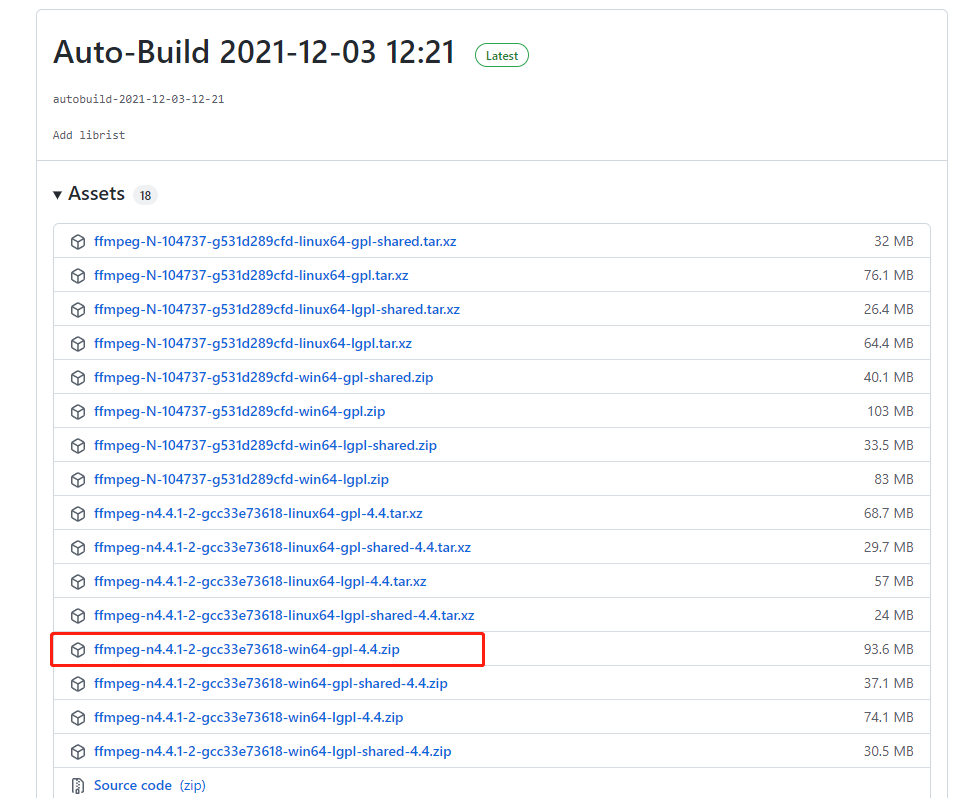 Auto-Build 2021-12-03 12:21 Latest
autobuild-2021-12-03-12-21
Add librist
Assets 18
ffmpeg-N-104737-g531d289cfd-linux64-gpl-shared.tar.xz 32 MB
ffmpeg-N-104737-g531d289cfd-linux64-gpl.tar.xz 76.1 MB
ffmpeg-N-104737-g531d289cfd-linux64-lgpl-shared.tar.xz 26.4 MB
ffmpeg-N-104737-g531d289cfd-linux64-lgpl.tar.xz 64.4 MB
ffmpeg-N-104737-g531d289cfd-win64-gpl-shared.zip 40.1 MB
ffmpeg-N-104737-g531d289cfd-win64-gpl.zip 103 MB
ffmpeg-N-104737-g531d289cfd-win64-lgpl-shared.zip 33.5 MB
ffmpeg-N-104737-g531d289cfd-win64-lgpl.zip 83 MB
ffmpeg-n4.4.1-2-gcc33e73618-linux64-gpl-4.4.tar.xz 68.7 MB
ffmpeg-n4.4.1-2-gcc33e73618-linux64-gpl-shared-4.4.tar.xz 29.7 MB
ffmpeg-n4.4.1-2-gcc33e73618-linux64-lgpl-4.4.tar.xz 57 MB
ffmpeg-n4.4.1-2-gcc33e73618-linux64-lgpl-shared-4.4.tar.xz 24 MB
ffmpeg-n4.4.1-2-gcc33e73618-win64-gpl-4.4.zip 93.6 MB
ffmpeg-n4.4.1-2-gcc33e73618-win64-gpl-shared-4.4.zip 37.1 MB
ffmpeg-n4.4.1-2-gcc33e73618-win64-lgpl-4.4.zip 74.1 MB
ffmpeg-n4.4.1-2-gcc33e73618-win64-lgpl-shared-4.4.zip 30.5 MB
Source code (zip)